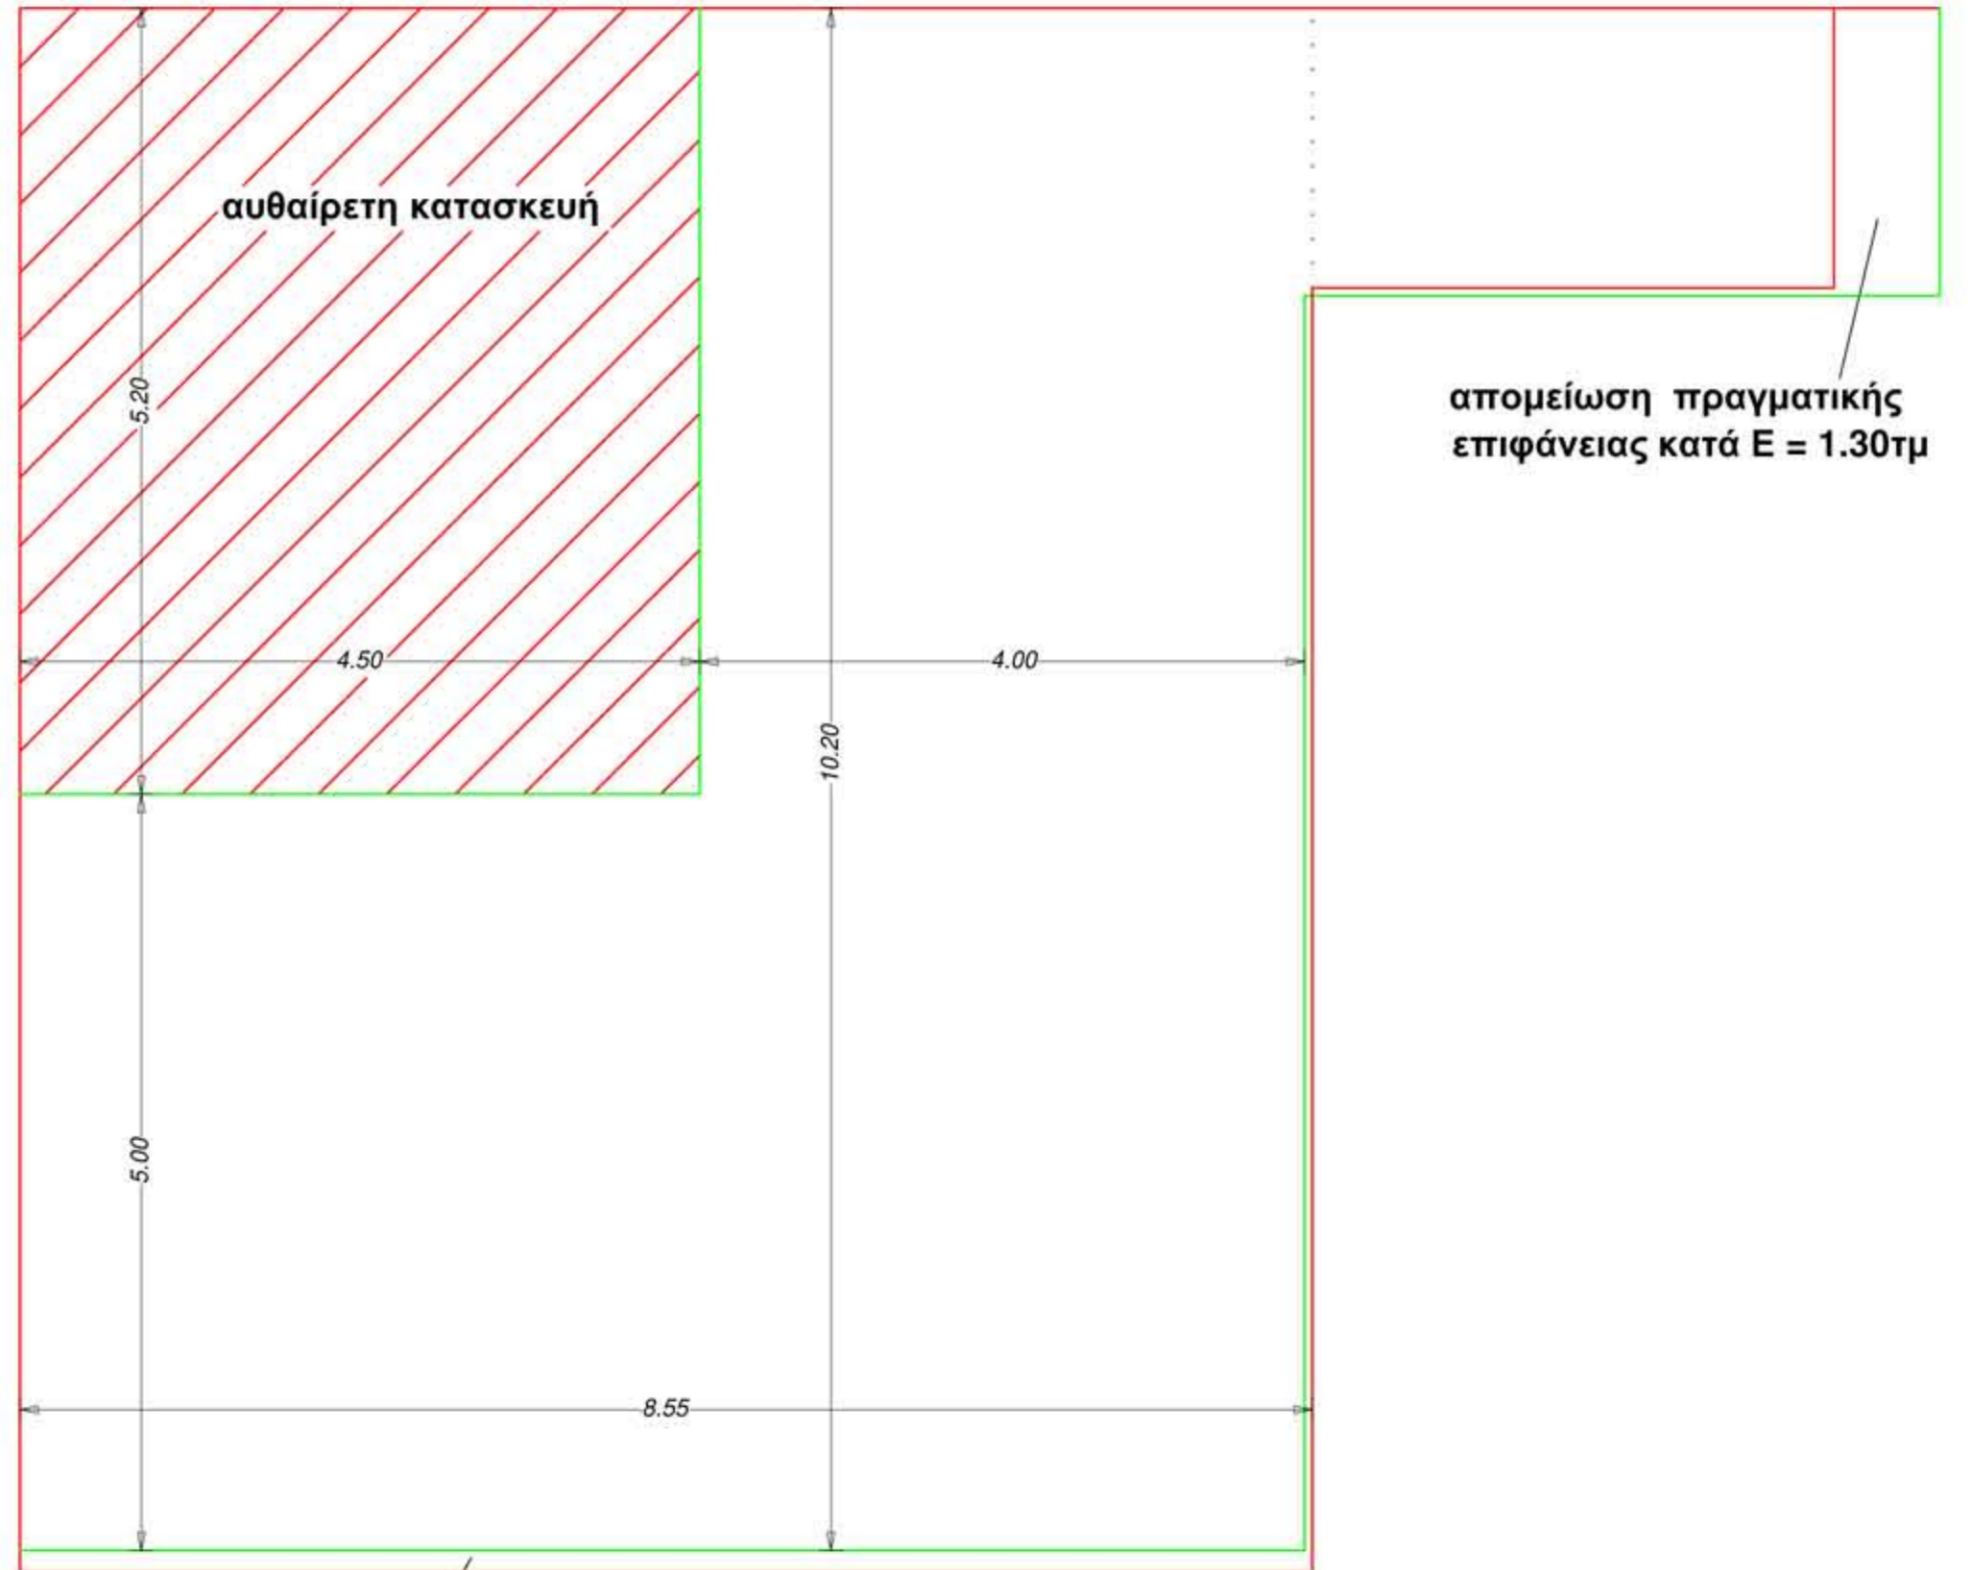 αυθαίρετη κατασκευή
5.20
απομείωση πραγματικής
επιφάνειας κατά Ε = 1.30τμ
4.50
4.00
10.20
5.00
8.55